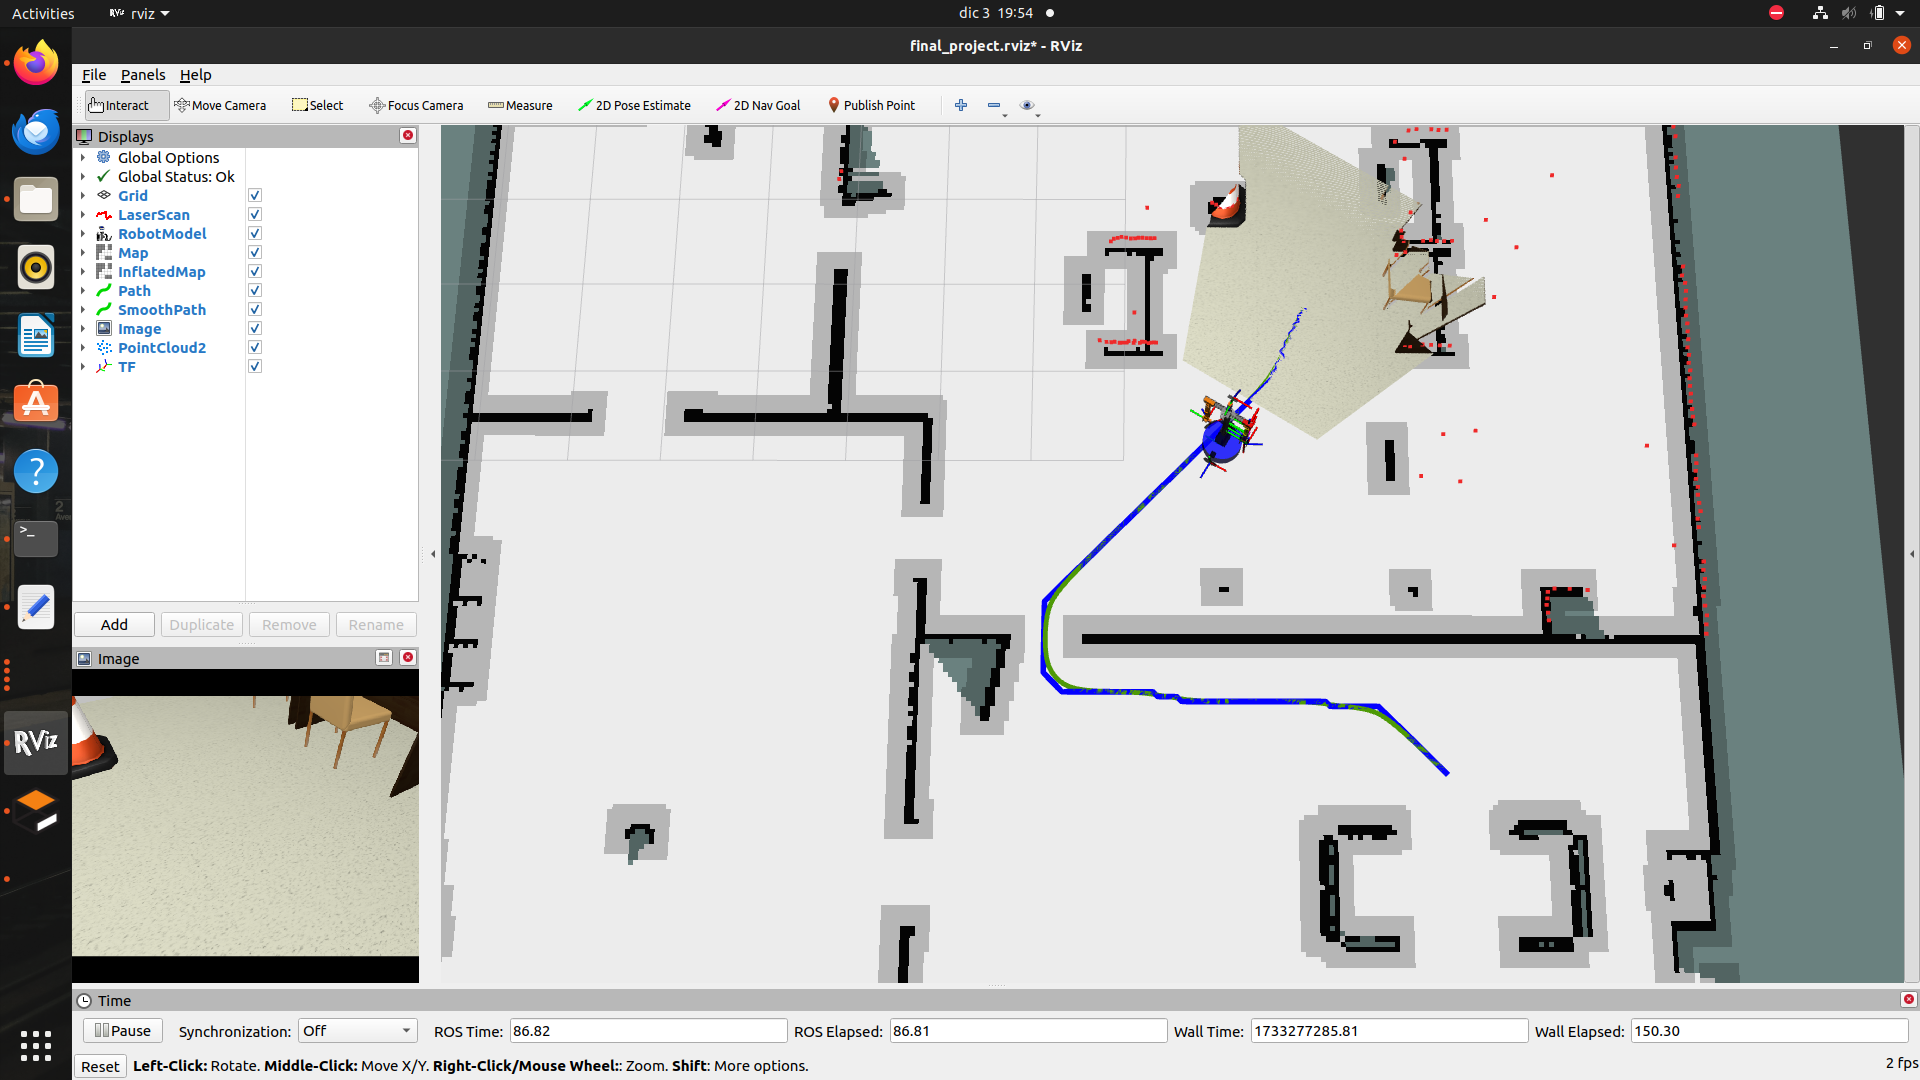 Activities
rviz
dic 3 19:54
final_project.rviz* - RViz
File Panels Help
Interact Move Camera Select Focus Camera Measure 2D Pose Estimate 2D Nav Goal Publish Point
Displays
Global Options
Global Status: Ok
Grid
LaserScan
RobotModel
Map
InflatedMap
Path
SmoothPath
Image
PointCloud2
TF
Add Duplicate Remove Rename
Image
RViz
Time
Pause Synchronization: Off ROS Time: 86.82 ROS Elapsed: 86.81 Wall Time: 1733277285.81 Wall Elapsed: 150.30
Reset Left-Click: Rotate. Middle-Click: Move X/Y. Right-Click/Mouse Wheel:: Zoom. Shift: More options. 2 fps